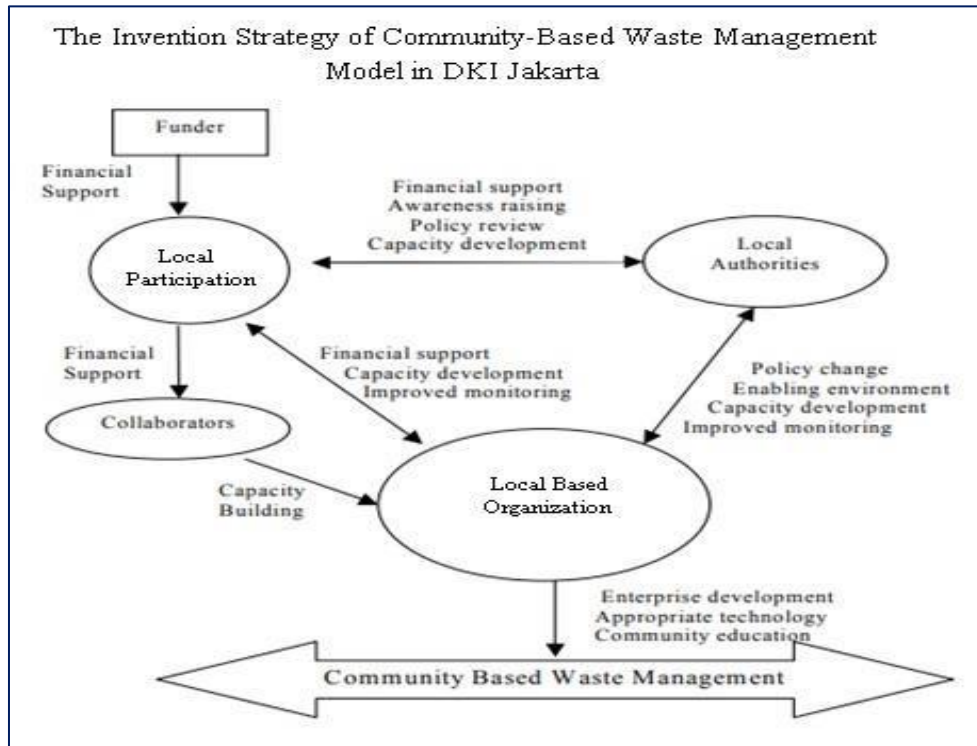 The Invention Strategy of Community-Based Waste Management
Model in DKI Jakarta
Funder
Financial
Support
Financial support
Awareness raising
Policy review
Capacity development
Local
Participation
Local
Authorities
Financial
Support
Financial support
Capacity development
Improved monitoring
Policy change
Enabling environment
Capacity development
Improved monitoring
Collaborators
Capacity
Building
Local Based
Organization
Enterprise development
Appropriate technology
Community education
Community Based Waste Management